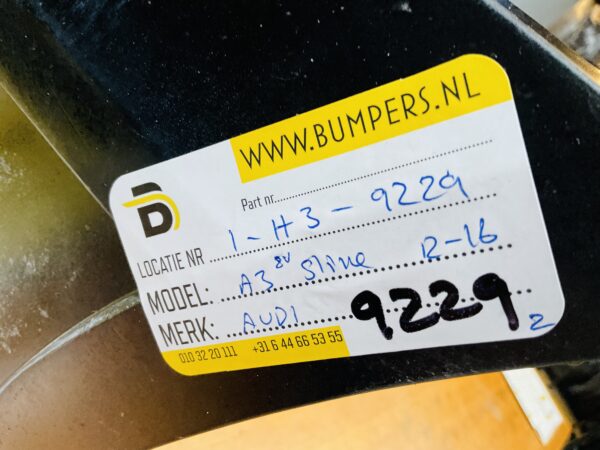 WWW.BUMPERS.NL
Part nr.
D
LOCATIE NR 1-H3-9229
MODEL: A3 8V Sline R-16
MERK: AUDI 9229
2
010 32 20 111 +31 6 44 66 53 55